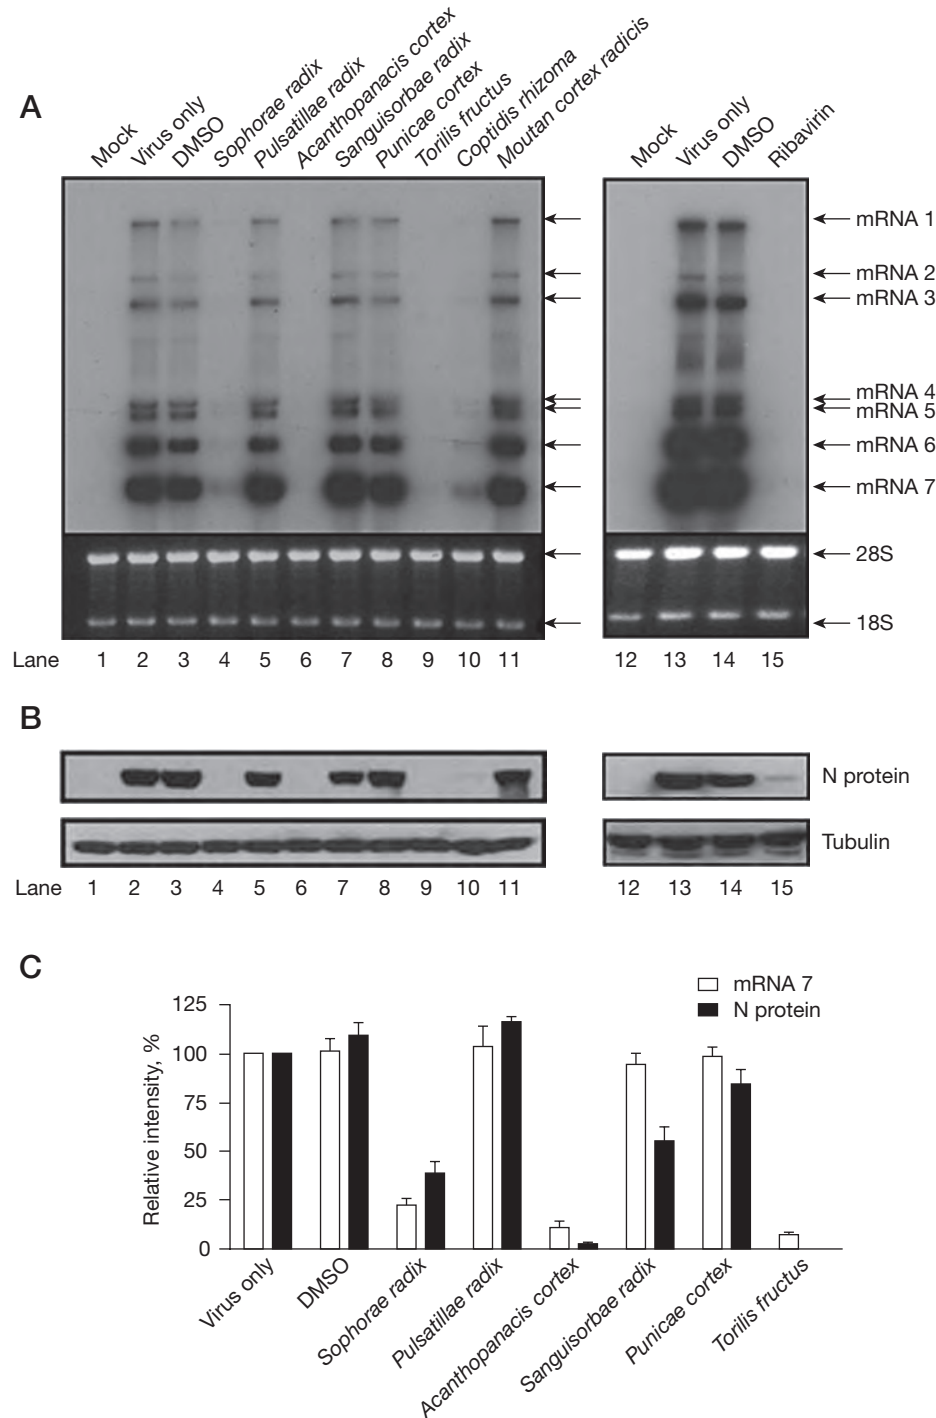 A
Mock
Virus only
DMSO
Sophorae radix
Pulsatillae radix
Acanthopanacis cortex
Sanguisorbae radix
Punicae cortex
Torilis fructus
Coptidis rhizoma
Moutan cortex radicis
Mock
Virus only
DMSO
Ribavirin
mRNA 1
mRNA 2
mRNA 3
mRNA 4
mRNA 5
mRNA 6
mRNA 7
28S
18S
Lane 1 2 3 4 5 6 7 8 9 10 11 12 13 14 15
B
N protein
Tubulin
Lane 1 2 3 4 5 6 7 8 9 10 11 12 13 14 15
C
mRNA 7
N protein
Relative intensity, %
125
100
75
50
25
0
Virus only
DMSO
Sophorae radix
Pulsatillae radix
Acanthopanacis cortex
Sanguisorbae radix
Punicae cortex
Torilis fructus